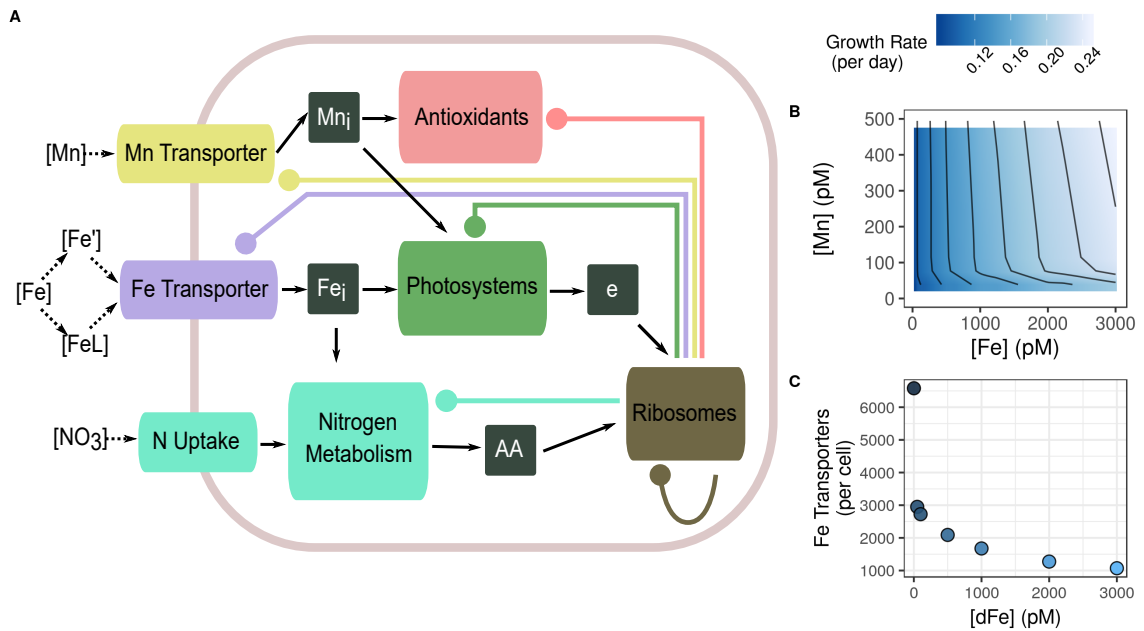 A
[Mn]
Mn Transporter
Mni
Antioxidants
[Fe']
[Fe]
[FeL]
Fe Transporter
Fei
Photosystems
e
[NO3]
N Uptake
Nitrogen
Metabolism
AA
Ribosomes
Growth Rate
(per day)
0.12
0.16
0.20
0.24
B
500
400
300
200
100
0
[Mn] (pM)
0
1000
2000
3000
[Fe] (pM)
C
6000
5000
4000
3000
2000
1000
Fe Transporters
(per cell)
0
1000
2000
3000
[dFe] (pM)